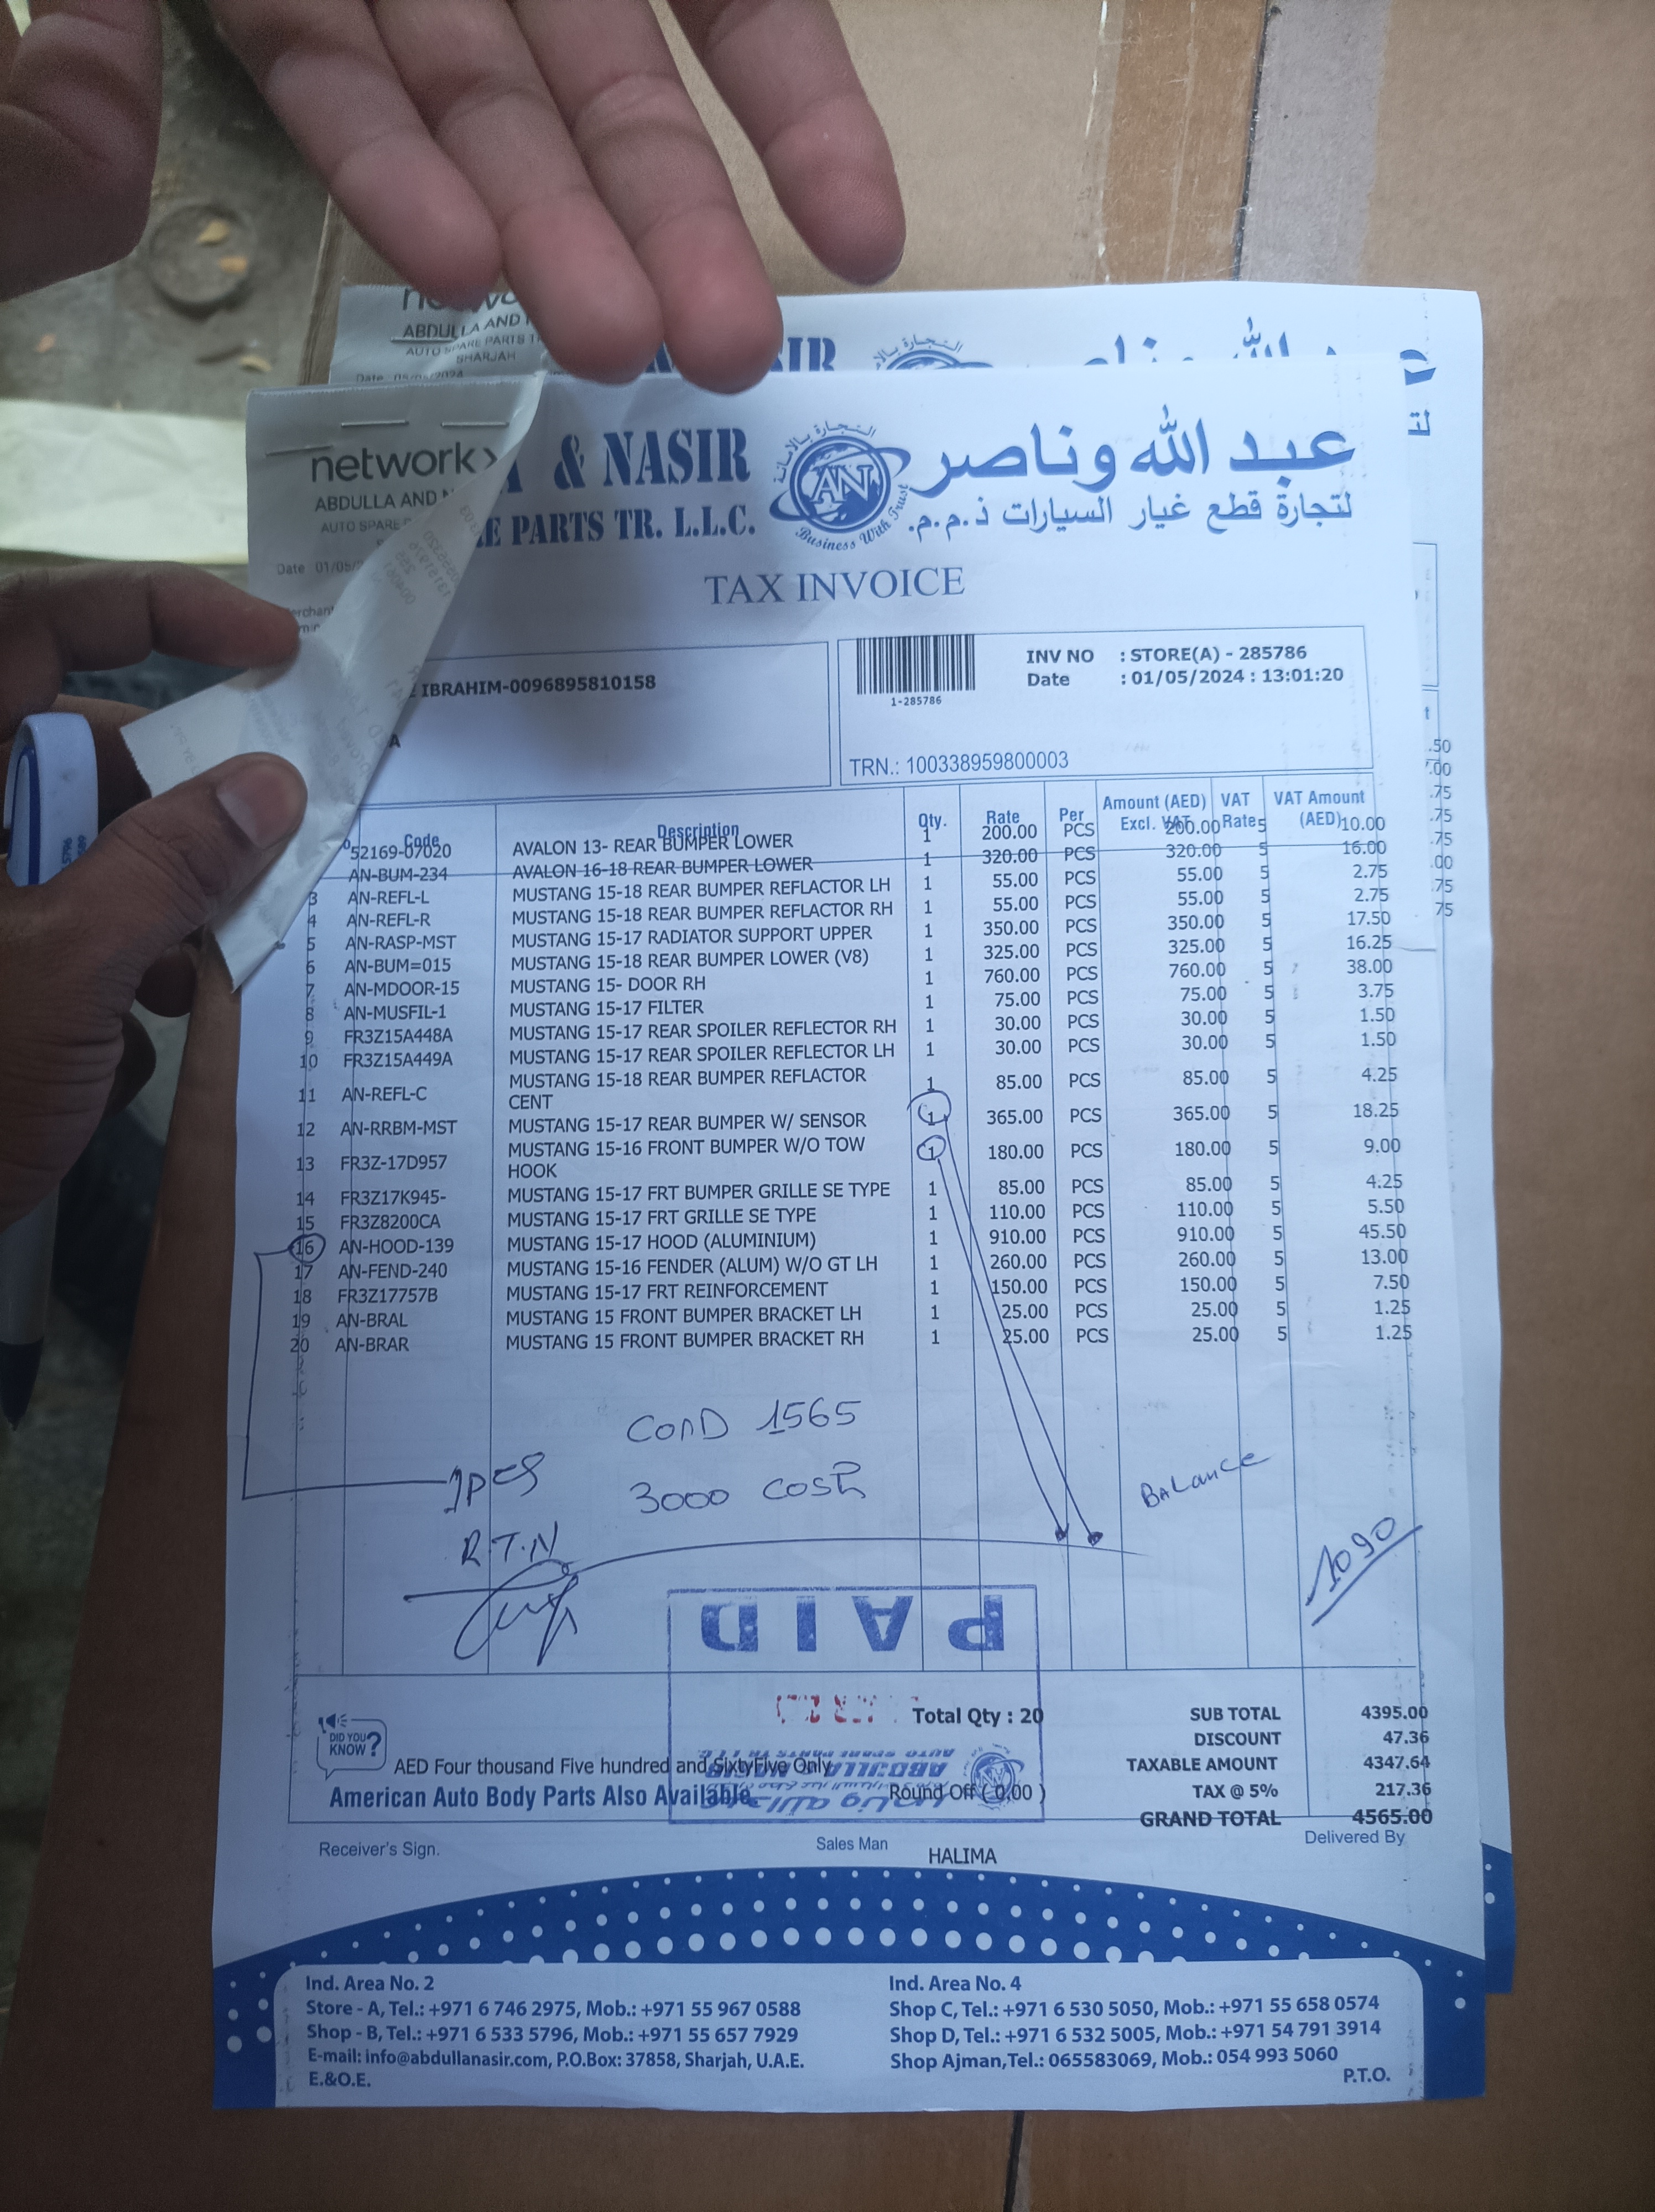 ABDULLA AND
AUTO SPARE PARTS
SHARJAH
Date
network
ABDULLA AND
AUTO SPARE
Date 01/05/
& NASIR
PARTS TR. L.L.C.
التجارة بالأمانة
AN
Business With Trust
عبد الله وناصر
لتجارة قطع غيار السيارات ذ.م.م.
TAX INVOICE
IBRAHIM-0096895810158
A
1-285786
INV NO : STORE(A) - 285786
Date : 01/05/2024 : 13:01:20
TRN.: 100338959800003
Code Description Qty. Rate Per Amount (AED) Excl. VAT VAT Rate VAT Amount (AED)
52169-07020 AVALON 13- REAR BUMPER LOWER 1 200.00 PCS 200.00 5 10.00
AN-BUM-234 AVALON 16-18 REAR BUMPER LOWER 1 320.00 PCS 320.00 5 16.00
3 AN-REFL-L MUSTANG 15-18 REAR BUMPER REFLACTOR LH 1 55.00 PCS 55.00 5 2.75
4 AN-REFL-R MUSTANG 15-18 REAR BUMPER REFLACTOR RH 1 55.00 PCS 55.00 5 2.75
5 AN-RASP-MST MUSTANG 15-17 RADIATOR SUPPORT UPPER 1 350.00 PCS 350.00 5 17.50
6 AN-BUM=015 MUSTANG 15-18 REAR BUMPER LOWER (V8) 1 325.00 PCS 325.00 5 16.25
7 AN-MDOOR-15 MUSTANG 15- DOOR RH 1 760.00 PCS 760.00 5 38.00
8 AN-MUSFIL-1 MUSTANG 15-17 FILTER 1 75.00 PCS 75.00 5 3.75
9 FR3Z15A448A MUSTANG 15-17 REAR SPOILER REFLECTOR RH 1 30.00 PCS 30.00 5 1.50
10 FR3Z15A449A MUSTANG 15-17 REAR SPOILER REFLECTOR LH 1 30.00 PCS 30.00 5 1.50
11 AN-REFL-C MUSTANG 15-18 REAR BUMPER REFLACTOR CENT 1 85.00 PCS 85.00 5 4.25
12 AN-RRBM-MST MUSTANG 15-17 REAR BUMPER W/ SENSOR 1 365.00 PCS 365.00 5 18.25
13 FR3Z-17D957 MUSTANG 15-16 FRONT BUMPER W/O TOW HOOK 1 180.00 PCS 180.00 5 9.00
14 FR3Z17K945- MUSTANG 15-17 FRT BUMPER GRILLE SE TYPE 1 85.00 PCS 85.00 5 4.25
15 FR3Z8200CA MUSTANG 15-17 FRT GRILLE SE TYPE 1 110.00 PCS 110.00 5 5.50
16 AN-HOOD-139 MUSTANG 15-17 HOOD (ALUMINIUM) 1 910.00 PCS 910.00 5 45.50
17 AN-FEND-240 MUSTANG 15-16 FENDER (ALUM) W/O GT LH 1 260.00 PCS 260.00 5 13.00
18 FR3Z17757B MUSTANG 15-17 FRT REINFORCEMENT 1 150.00 PCS 150.00 5 7.50
19 AN-BRAL MUSTANG 15 FRONT BUMPER BRACKET LH 1 25.00 PCS 25.00 5 1.25
20 AN-BRAR MUSTANG 15 FRONT BUMPER BRACKET RH 1 25.00 PCS 25.00 5 1.25
1565
1PCS 3000
R.T.N
Balance
1090
PAID
Total Qty : 20
SUB TOTAL 4395.00
DISCOUNT 47.36
DID YOU KNOW?
AED Four thousand Five hundred and SixtyFive Only
TAXABLE AMOUNT 4347.64
American Auto Body Parts Also Available
Round Off ( 0.00 )
TAX @ 5% 217.36
GRAND TOTAL 4565.00
Receiver's Sign. Sales Man HALIMA Delivered By
Ind. Area No. 2
Store - A, Tel.: +971 6 746 2975, Mob.: +971 55 967 0588
Shop - B, Tel.: +971 6 533 5796, Mob.: +971 55 657 7929
E-mail: info@abdullanasir.com, P.O.Box: 37858, Sharjah, U.A.E.
E.&O.E.
Ind. Area No. 4
Shop C, Tel.: +971 6 530 5050, Mob.: +971 55 658 0574
Shop D, Tel.: +971 6 532 5005, Mob.: +971 54 791 3914
Shop Ajman,Tel.: 065583069, Mob.: 054 993 5060
P.T.O.